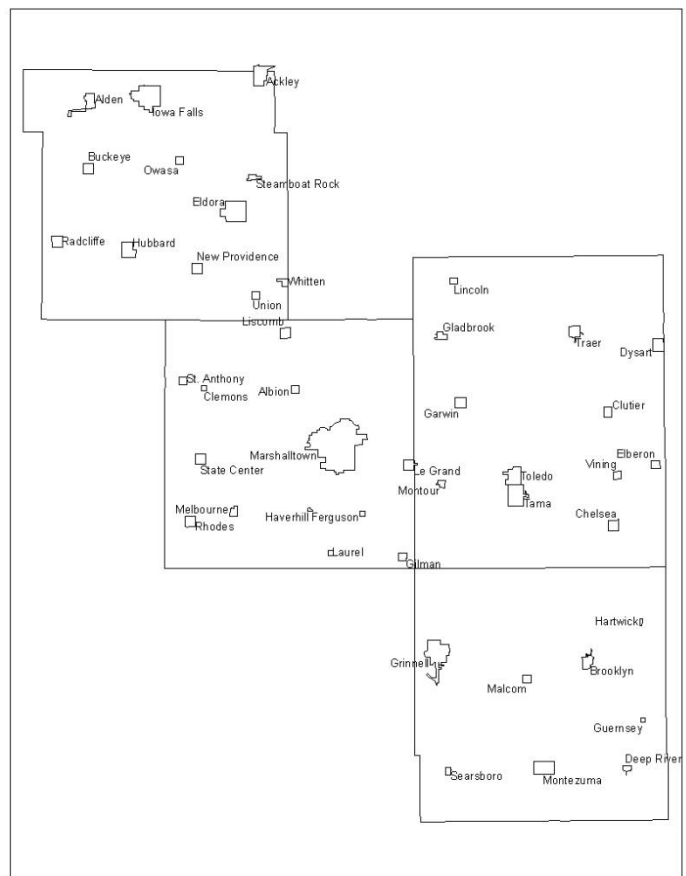 Ackley
Alden
Iowa Falls
Buckeye
Owasa
Steamboat Rock
Eldora
Radcliffe
Hubbard
New Providence
Whitten
Union
Liscomb
Lincoln
Gladbrook
Traer
Dysart
St. Anthony
Clemons
Albion
Garwin
Clutier
Marshalltown
State Center
Le Grand
Montour
Toledo
Tama
Vining
Elberon
Melbourne
Rhodes
Haverhill Ferguson
Chelsea
Laurel
Gilman
Hartwick
Grinnell
Malcom
Brooklyn
Guernsey
Searsboro
Montezuma
Deep River